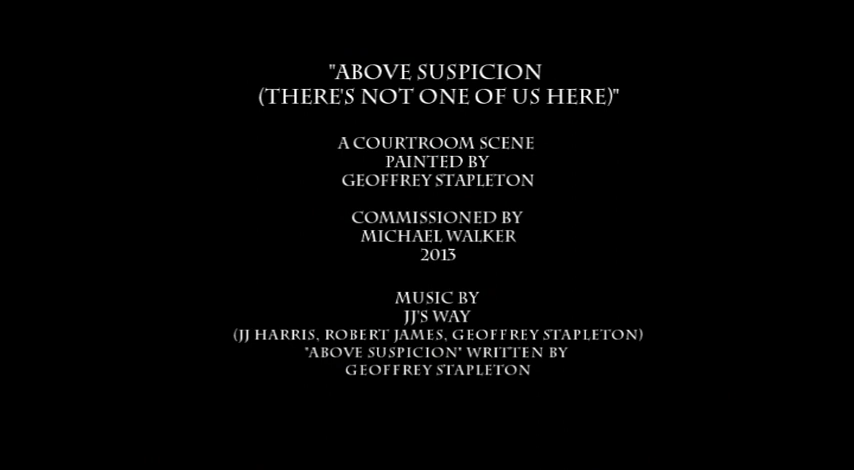 "ABOVE SUSPICION
(THERE'S NOT ONE OF US HERE)"
A COURTROOM SCENE
PAINTED BY
GEOFFREY STAPLETON
COMMISSIONED BY
MICHAEL WALKER
2013
MUSIC BY
JJ'S WAY
(JJ HARRIS, ROBERT JAMES, GEOFFREY STAPLETON)
"ABOVE SUSPICION" WRITTEN BY
GEOFFREY STAPLETON